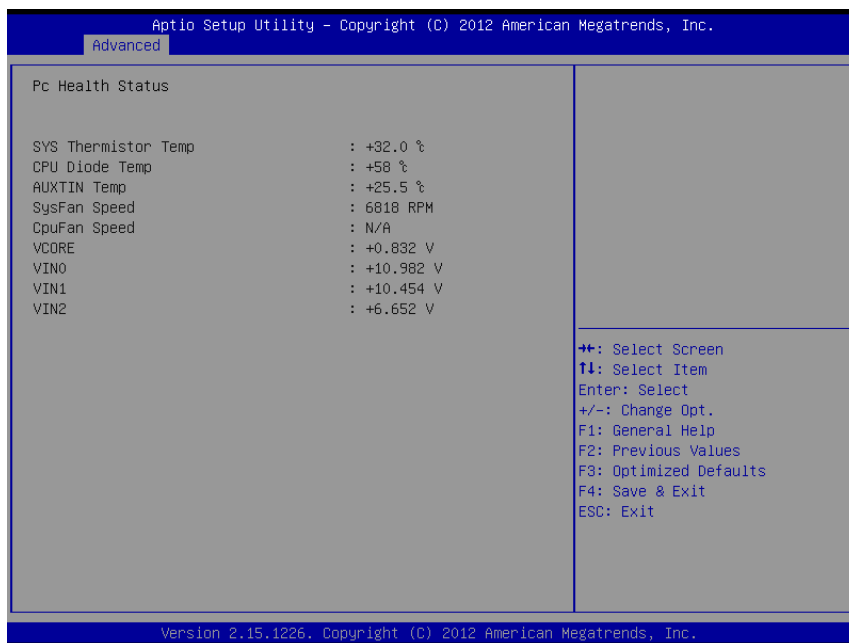 Aptio Setup Utility – Copyright (C) 2012 American Megatrends, Inc.
Advanced
Pc Health Status
SYS Thermistor Temp : +32.0 ℃
CPU Diode Temp : +58 ℃
AUXTIN Temp : +25.5 ℃
SysFan Speed : 6818 RPM
CpuFan Speed : N/A
VCORE : +0.832 V
VIN0 : +10.982 V
VIN1 : +10.454 V
VIN2 : +6.652 V
→←: Select Screen
↑↓: Select Item
Enter: Select
+/-: Change Opt.
F1: General Help
F2: Previous Values
F3: Optimized Defaults
F4: Save & Exit
ESC: Exit
Version 2.15.1226. Copyright (C) 2012 American Megatrends, Inc.